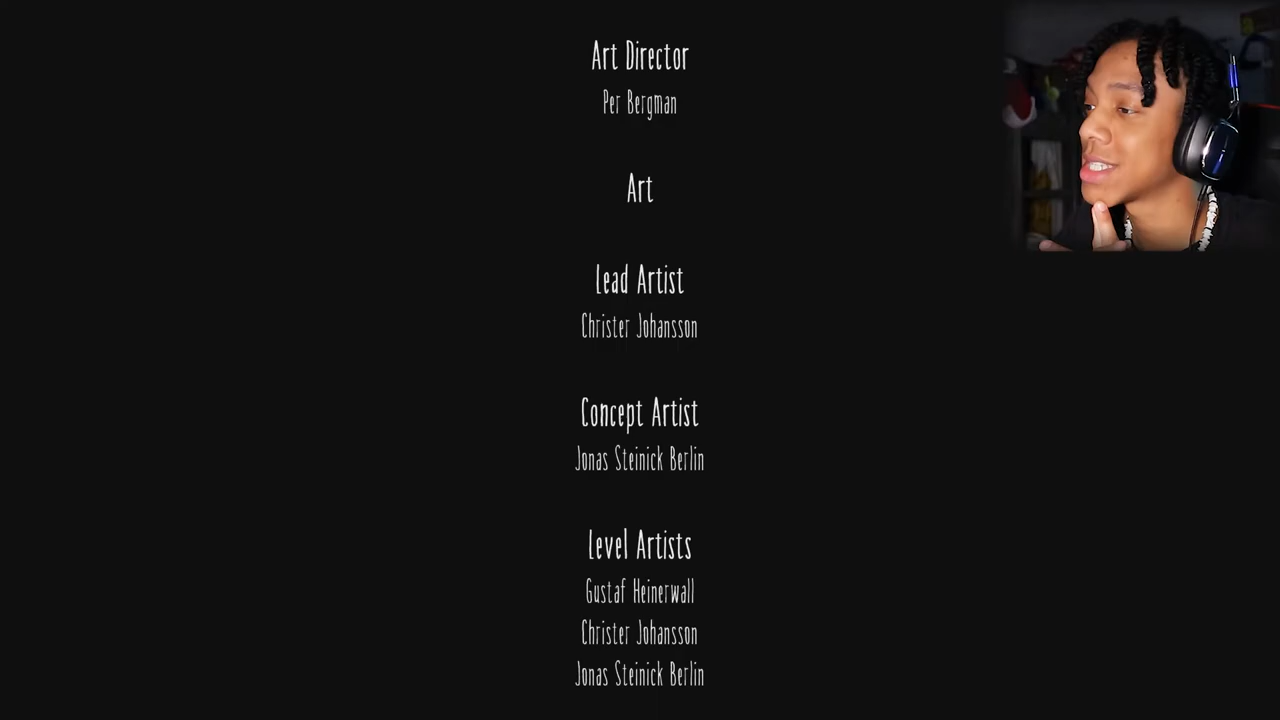 Art Director
Per Bergman
Art
Lead Artist
Christer Johansson
Concept Artist
Jonas Steinick Berlin
Level Artists
Gustaf Heinerwall
Christer Johansson
Jonas Steinick Berlin